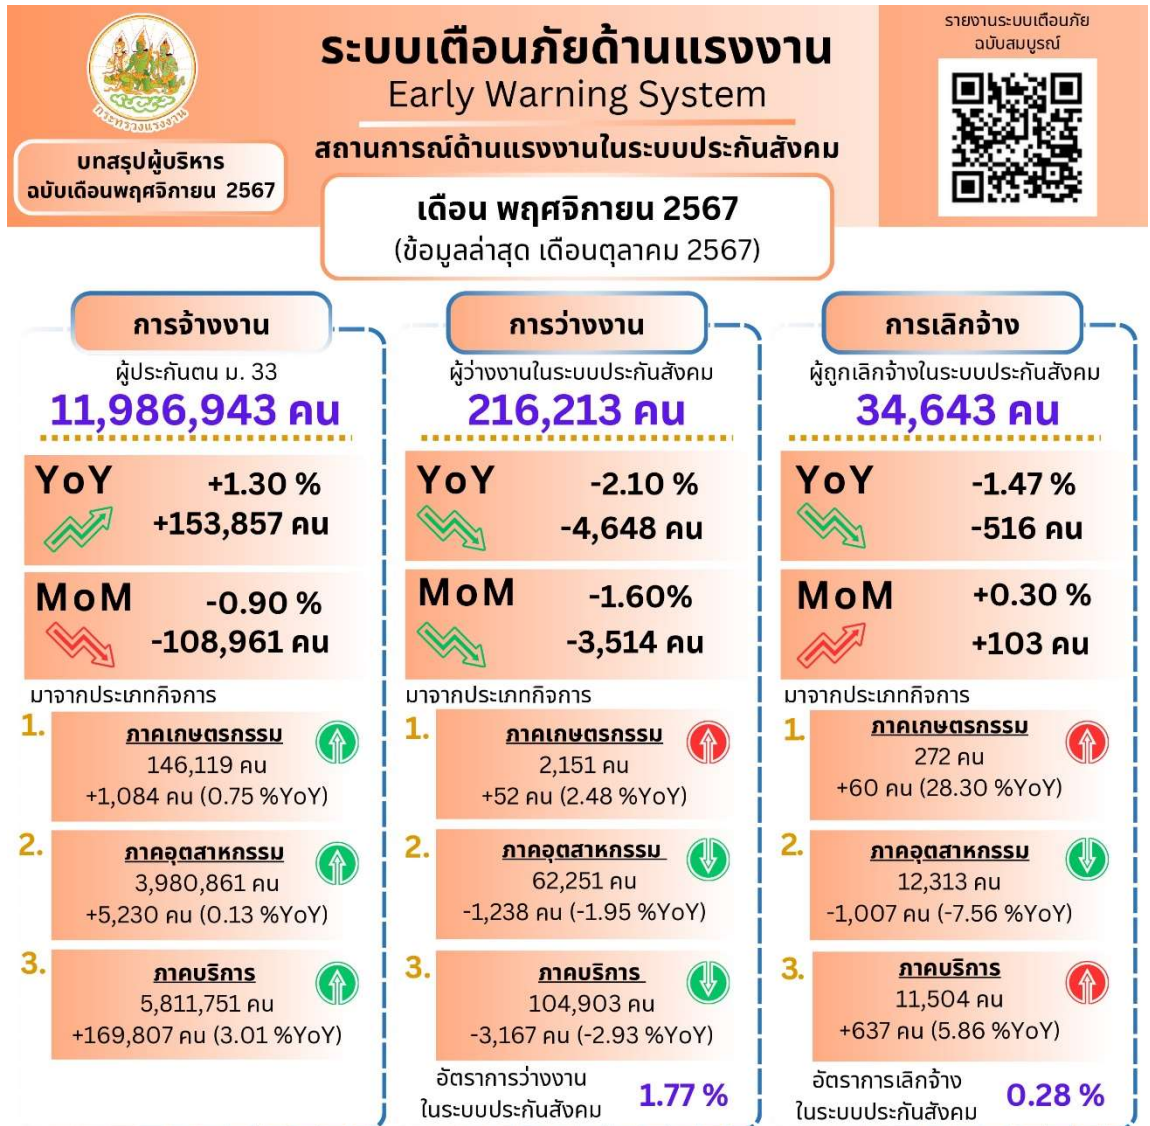 กระทรวงแรงงาน
ระบบเตือนภัยด้านแรงงาน
Early Warning System
สถานการณ์ด้านแรงงานในระบบประกันสังคม
รายงานระบบเตือนภัย
ฉบับสมบูรณ์
บทสรุปผู้บริหาร
ฉบับเดือนพฤศจิกายน 2567
เดือน พฤศจิกายน 2567
(ข้อมูลล่าสุด เดือนตุลาคม 2567)
การจ้างงาน
ผู้ประกันตน ม. 33
11,986,943 คน
YoY
+1.30 %
+153,857 คน
MoM
-0.90 %
-108,961 คน
มาจากประเภทกิจการ
1.
ภาคเกษตรกรรม
146,119 คน
+1,084 คน (0.75 %YoY)
2.
ภาคอุตสาหกรรม
3,980,861 คน
+5,230 คน (0.13 %YoY)
3.
ภาคบริการ
5,811,751 คน
+169,807 คน (3.01 %YoY)
การว่างงาน
ผู้ว่างงานในระบบประกันสังคม
216,213 คน
YoY
-2.10 %
-4,648 คน
MoM
-1.60%
-3,514 คน
มาจากประเภทกิจการ
1.
ภาคเกษตรกรรม
2,151 คน
+52 คน (2.48 %YoY)
2.
ภาคอุตสาหกรรม
62,251 คน
-1,238 คน (-1.95 %YoY)
3.
ภาคบริการ
104,903 คน
-3,167 คน (-2.93 %YoY)
อัตราการว่างงาน
ในระบบประกันสังคม
1.77 %
การเลิกจ้าง
ผู้ถูกเลิกจ้างในระบบประกันสังคม
34,643 คน
YoY
-1.47 %
-516 คน
MoM
+0.30 %
+103 คน
มาจากประเภทกิจการ
1.
ภาคเกษตรกรรม
272 คน
+60 คน (28.30 %YoY)
2.
ภาคอุตสาหกรรม
12,313 คน
-1,007 คน (-7.56 %YoY)
3.
ภาคบริการ
11,504 คน
+637 คน (5.86 %YoY)
อัตราการเลิกจ้าง
ในระบบประกันสังคม
0.28 %